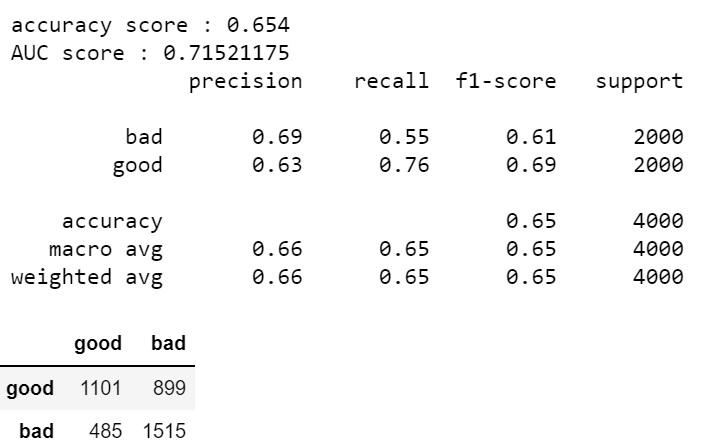 accuracy score : 0.654
AUC score : 0.71521175
precision recall f1-score support
bad 0.69 0.55 0.61 2000
good 0.63 0.76 0.69 2000
accuracy 0.65 4000
macro avg 0.66 0.65 0.65 4000
weighted avg 0.66 0.65 0.65 4000
good bad
good 1101 899
bad 485 1515